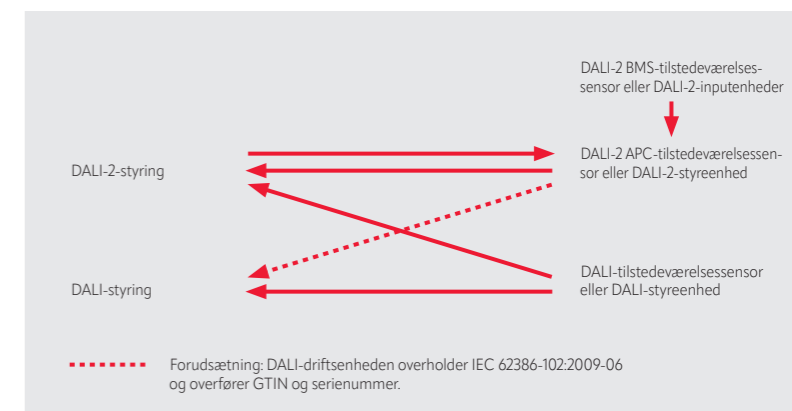 DALI-2 BMS-tilstedeværelses-
sensor eller DALI-2-inputenheder
DALI-2-styring
DALI-2 APC-tilstedeværelsessen-
sor eller DALI-2-styreenhed
DALI-styring
DALI-tilstedeværelsessensor
eller DALI-styreenhed
Forudsætning: DALI-driftsenheden overholder IEC 62386-102:2009-06
og overfører GTIN og serienummer.